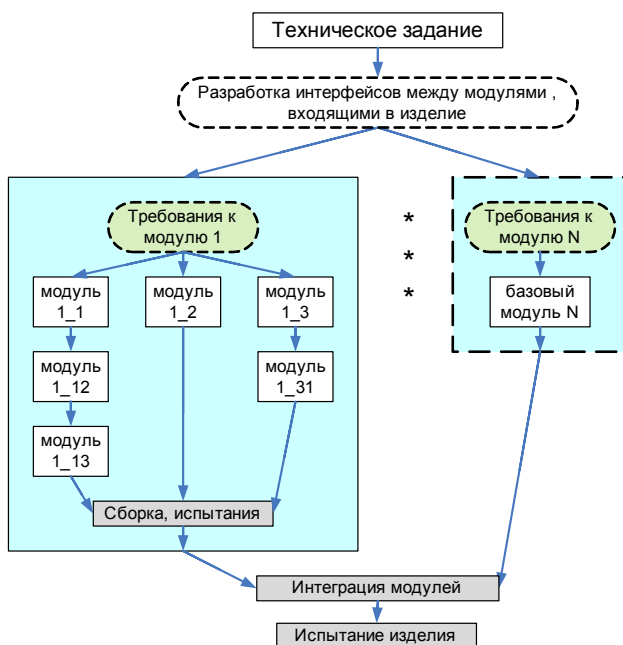 Техническое задание
Разработка интерфейсов между модулями ,
входящими в изделие
Требования к
модулю 1
модуль
1_1
модуль
1_2
модуль
1_3
модуль
1_12
модуль
1_31
модуль
1_13
Сборка, испытания
*
*
*
Требования к
модулю N
базовый
модуль N
Интеграция модулей
Испытание изделия